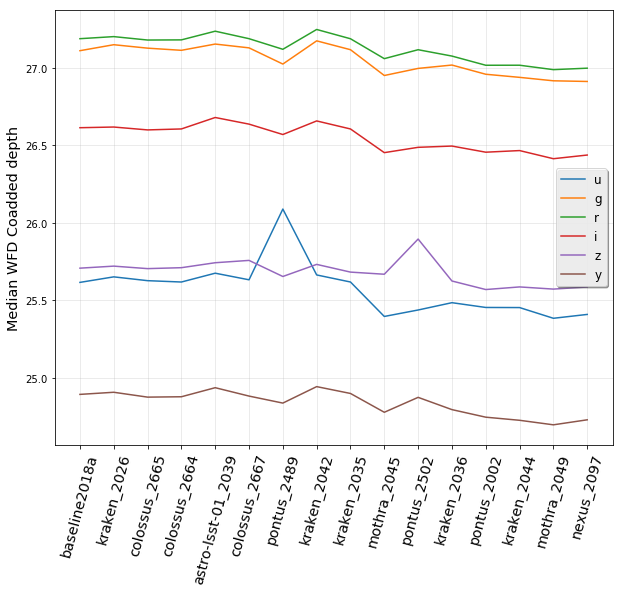 Median WFD Coadded depth
27.0
26.5
26.0
25.5
25.0
u
g
r
i
z
y
baseline2018a
kraken_2026
colossus_2665
colossus_2664
astro-lsst-01_2039
colossus_2667
pontus_2489
kraken_2042
kraken_2035
mothra_2045
pontus_2502
kraken_2036
pontus_2002
kraken_2044
mothra_2049
nexus_2097